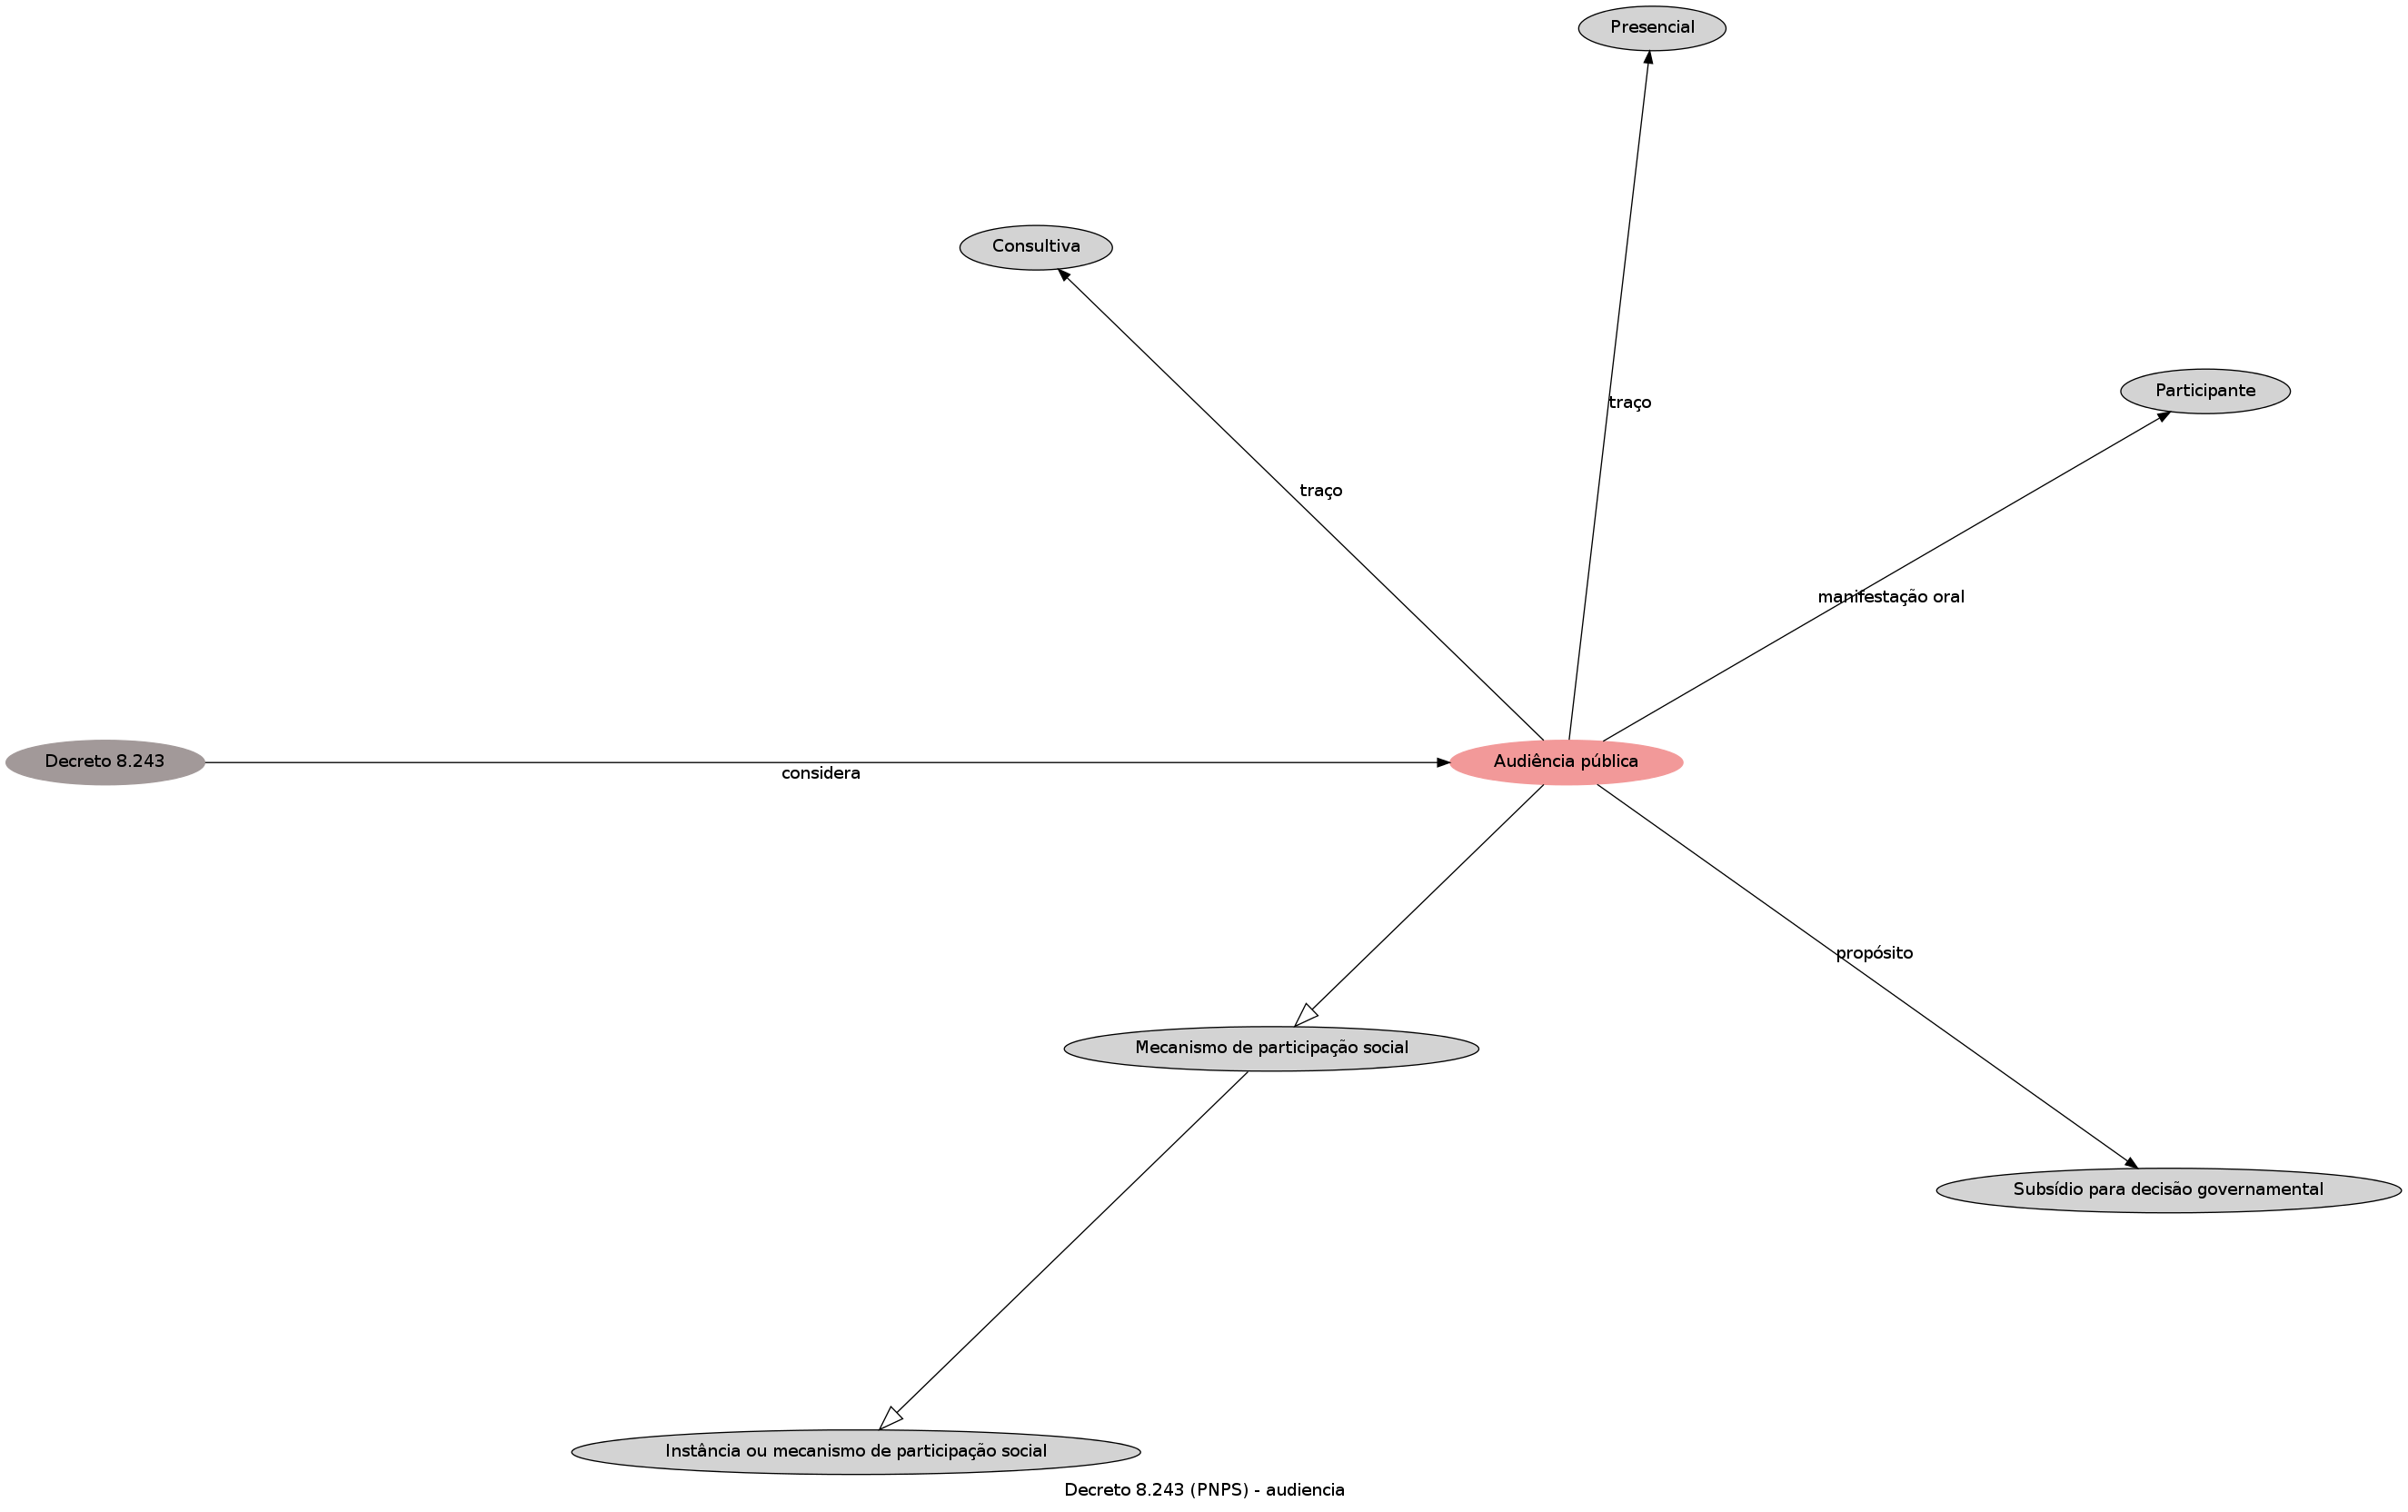 Presencial
Consultiva
Participante
traço
traço
manifestação oral
Decreto 8.243
considera
Audiência pública
propósito
Mecanismo de participação social
Subsídio para decisão governamental
Instância ou mecanismo de participação social
Decreto 8.243 (PNPS) - audiencia